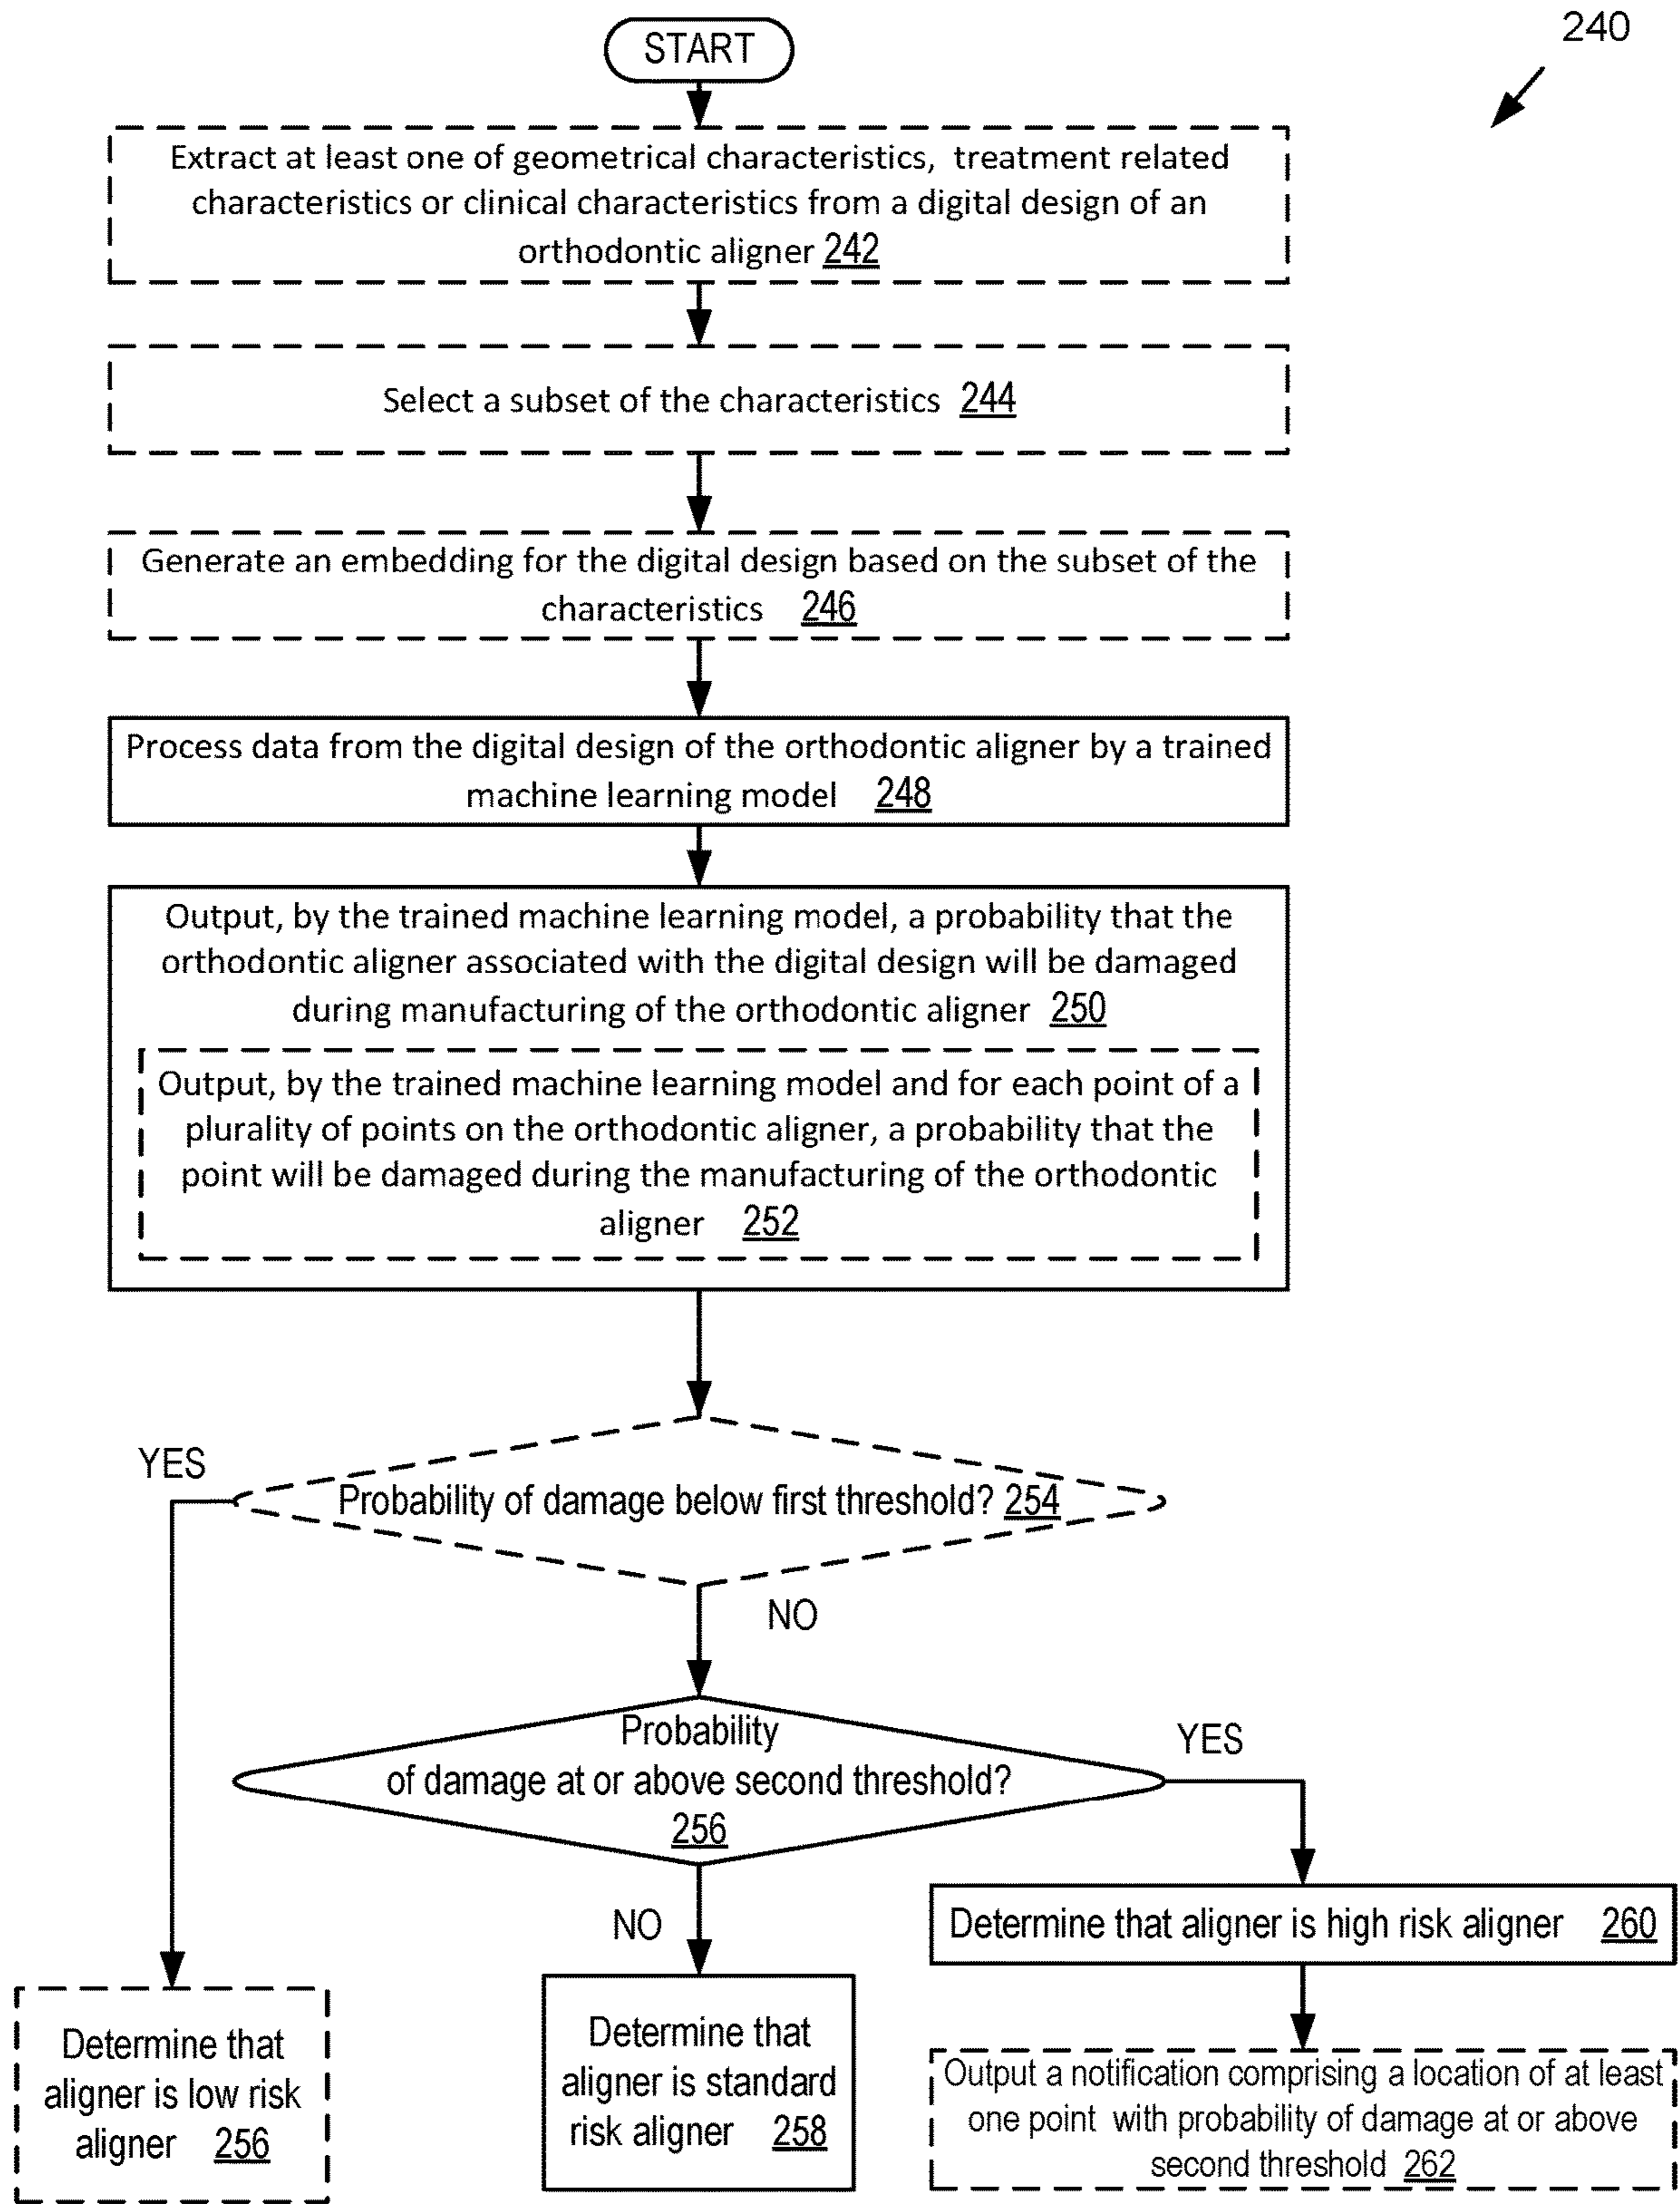 240
START
Extract at least one of geometrical characteristics, treatment related
characteristics or clinical characteristics from a digital design of an
orthodontic aligner 242
Select a subset of the characteristics 244
Generate an embedding for the digital design based on the subset of the
characteristics 246
Process data from the digital design of the orthodontic aligner by a trained
machine learning model 248
Output, by the trained machine learning model, a probability that the
orthodontic aligner associated with the digital design will be damaged
during manufacturing of the orthodontic aligner 250
Output, by the trained machine learning model and for each point of a
plurality of points on the orthodontic aligner, a probability that the
point will be damaged during the manufacturing of the orthodontic
aligner 252
YES
Probability of damage below first threshold? 254
NO
Probability
of damage at or above second threshold?
256
YES
NO
Determine that aligner is high risk aligner 260
Determine that
aligner is low risk
aligner 256
Determine that
aligner is standard
risk aligner 258
Output a notification comprising a location of at least
one point with probability of damage at or above
second threshold 262